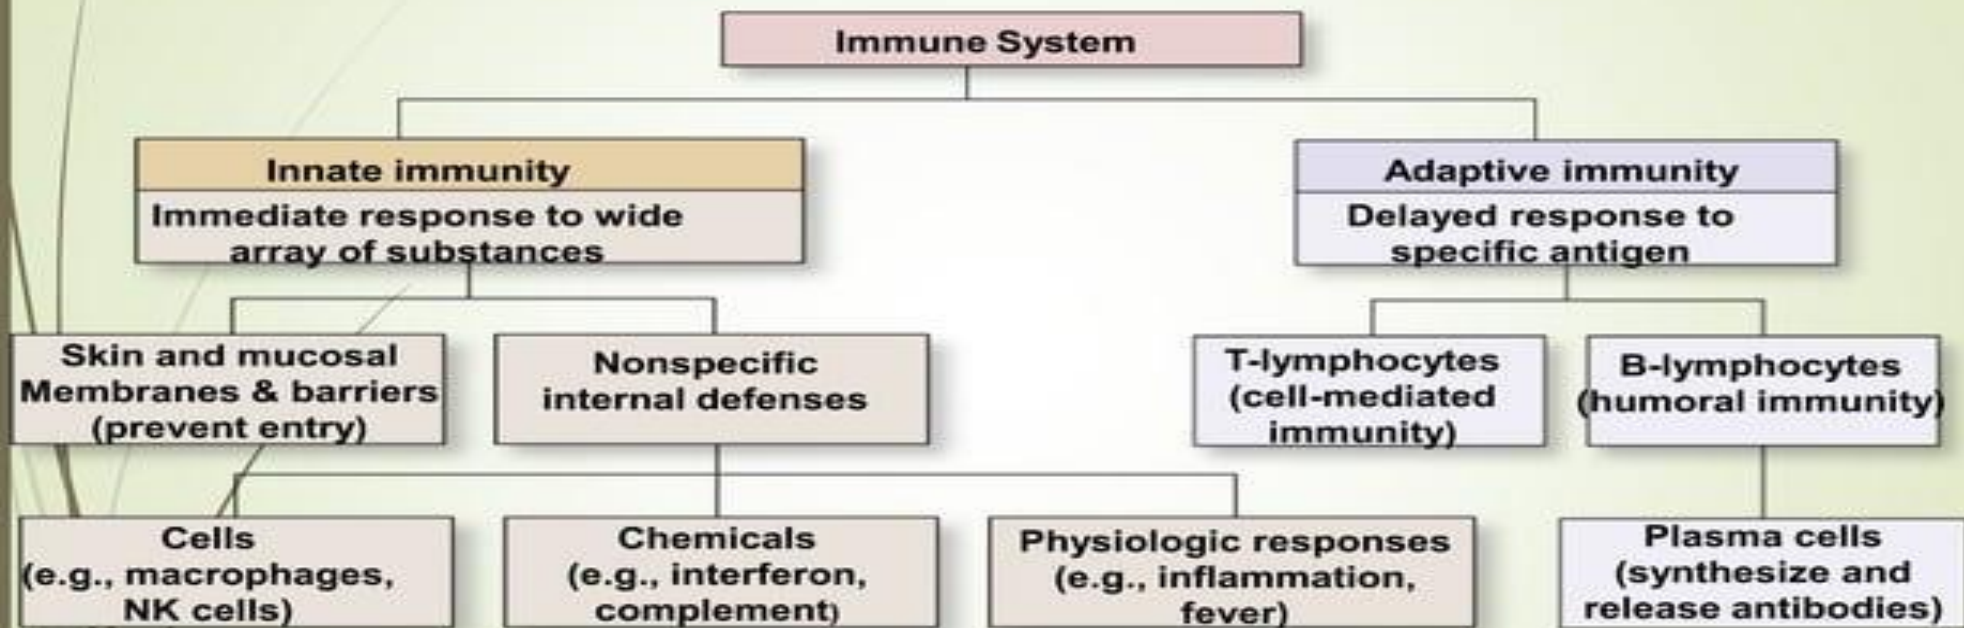 Immune System
Innate immunity
Immediate response to wide
array of substances
Adaptive immunity
Delayed response to
specific antigen
Skin and mucosal
Membranes & barriers
(prevent entry)
Nonspecific
internal defenses
T-lymphocytes
(cell-mediated
immunity)
B-lymphocytes
(humoral immunity)
Cells
(e.g., macrophages,
NK cells)
Chemicals
(e.g., interferon,
complement)
Physiologic responses
(e.g., inflammation,
fever)
Plasma cells
(synthesize and
release antibodies)